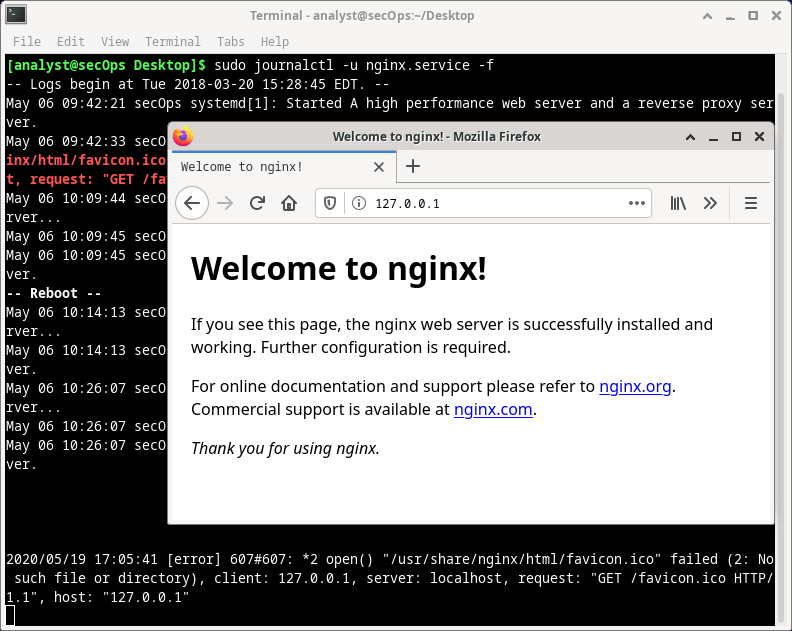 Terminal - analyst@secOps:~/Desktop
File Edit View Terminal Tabs Help
[analyst@secOps Desktop]$ sudo journalctl -u nginx.service -f
-- Logs begin at Tue 2018-03-20 15:28:45 EDT. --
May 06 09:42:21 secOps systemd[1]: Started A high performance web server and a reverse proxy ser
ver.
May 06 09:42:33 secO
inx/html/favicon.ico
t, request: "GET /fa
May 06 10:09:44 secO
rver...
May 06 10:09:45 secO
May 06 10:09:45 secO
ver.
-- Reboot --
May 06 10:14:13 secO
rver...
May 06 10:14:13 secO
ver.
May 06 10:26:07 secO
rver...
May 06 10:26:07 secO
May 06 10:26:07 secO
ver.
Welcome to nginx! - Mozilla Firefox
Welcome to nginx!
127.0.0.1
Welcome to nginx!
If you see this page, the nginx web server is successfully installed and
working. Further configuration is required.
For online documentation and support please refer to nginx.org.
Commercial support is available at nginx.com.
Thank you for using nginx.
2020/05/19 17:05:41 [error] 607#607: *2 open() "/usr/share/nginx/html/favicon.ico" failed (2: No
such file or directory), client: 127.0.0.1, server: localhost, request: "GET /favicon.ico HTTP/
1.1", host: "127.0.0.1"